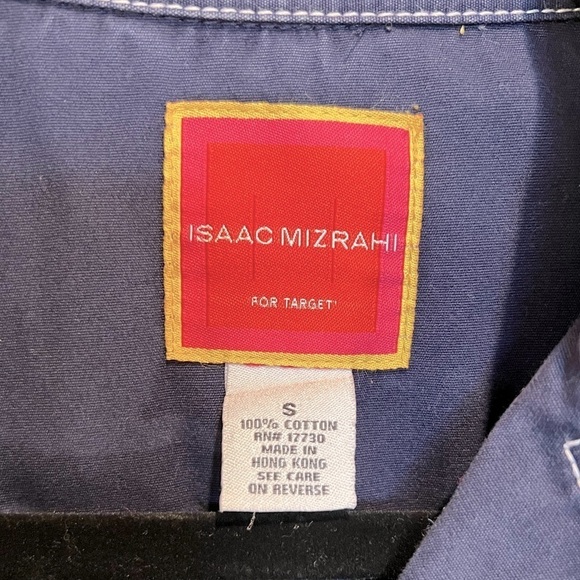 ISAAC MIZRAHI
FOR TARGET
S
100% COTTON
RN# 17730
MADE IN
HONG KONG
SEE CARE
ON REVERSE